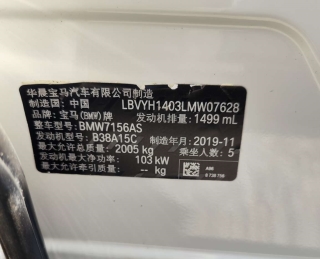 华晨宝马汽车有限公司制造
制造国: 中国 LBVYH1403LMW07628
品牌: 宝马(BMW)牌 发动机排量: 1499 mL
整车型号: BMW7156AS
发动机型号: B38A15C 制造年月: 2019-11
最大允许总质量: 2005 kg 乘坐人数: 5
发动机最大净功率: 103 kW
最大允许牵引质量: -- kg